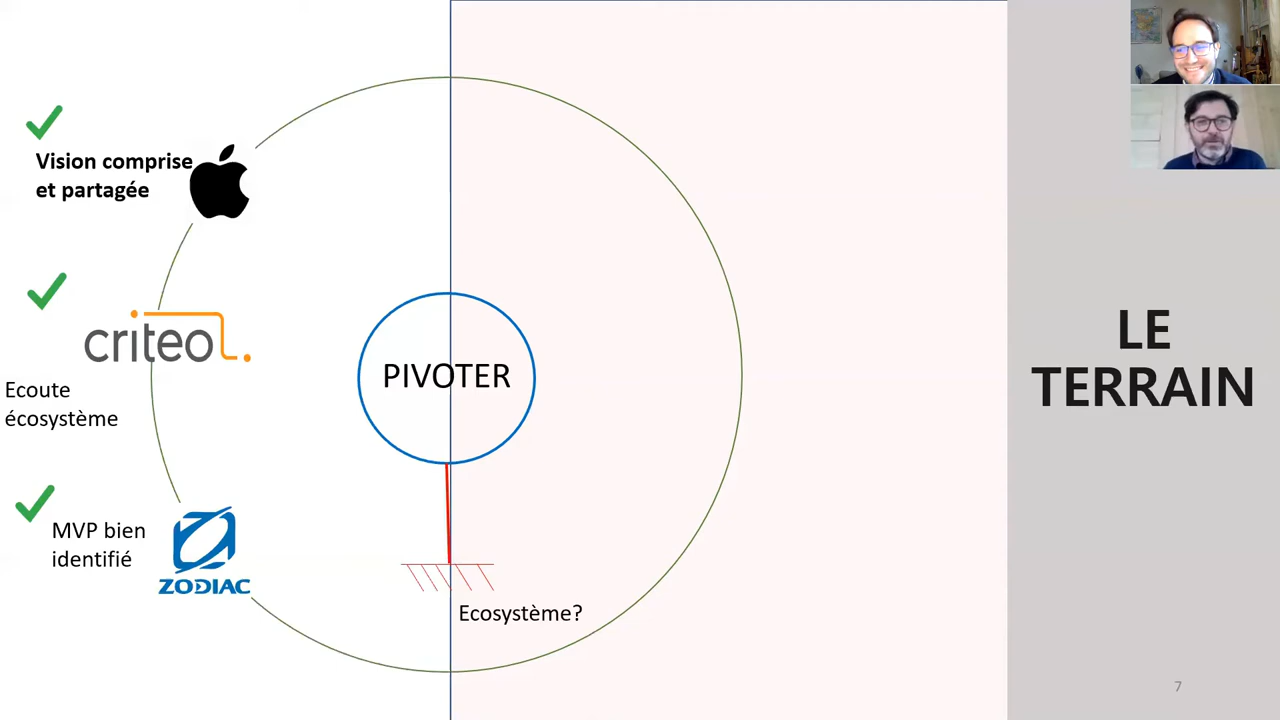 Vision comprise
et partagée
criteo
Ecoute
écosystème
MVP bien
identifié
ZODIAC
PIVOTER
Ecosystème?
LE
TERRAIN
7